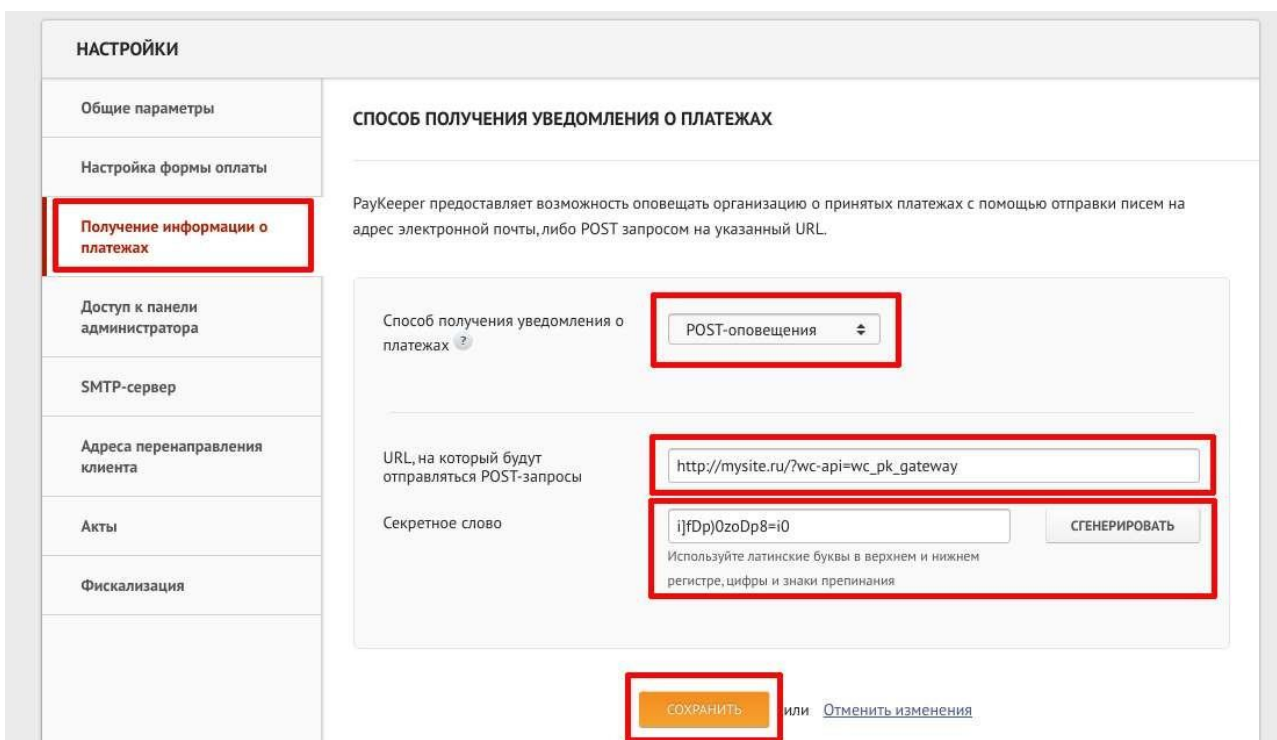 НАСТРОЙКИ
Общие параметры
Настройка формы оплаты
Получение информации о
платежах
Доступ к панели
администратора
SMTP-сервер
Адреса перенаправления
клиента
Акты
Фискализация
СПОСОБ ПОЛУЧЕНИЯ УВЕДОМЛЕНИЯ О ПЛАТЕЖАХ
PayKeeper предоставляет возможность оповещать организацию о принятых платежах с помощью отправки писем на
адрес электронной почты, либо POST запросом на указанный URL.
Способ получения уведомления о
платежах ?
POST-оповещения
URL, на который будут
отправляться POST-запросы
http://mysite.ru/?wc-api=wc_pk_gateway
Секретное слово
i]fDp)0zoDp8=i0
СГЕНЕРИРОВАТЬ
Используйте латинские буквы в верхнем и нижнем
регистре, цифры и знаки препинания
СОХРАНИТЬ или Отменить изменения